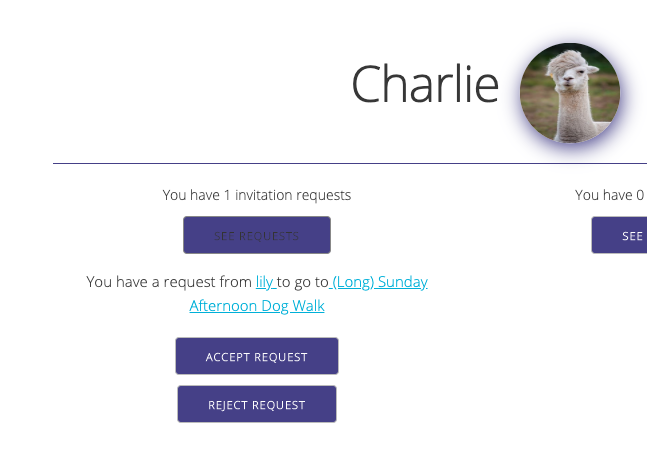 Charlie
You have 1 invitation requests
You have 0
SEE REQUESTS
SEE
You have a request from lily to go to (Long) Sunday
Afternoon Dog Walk
ACCEPT REQUEST
REJECT REQUEST